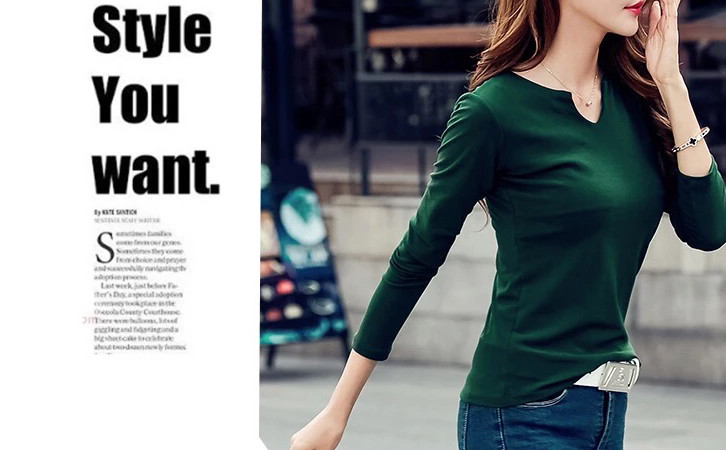 Style
You
want.
By KATE SANTICH
SENTINEL STAFF WRITER
Sometimes families
come from our genes.
Sometimes they come
from choice and prayer
and successfully navigating the
adoption process.
Last week, just before Fa-
ther's Day, a special adoption
ceremony took place in the
Osceola County Courthouse.
There were balloons, lots of
giggling and fidgeting and a
big sheet cake to celebrate
about two dozen newly formed